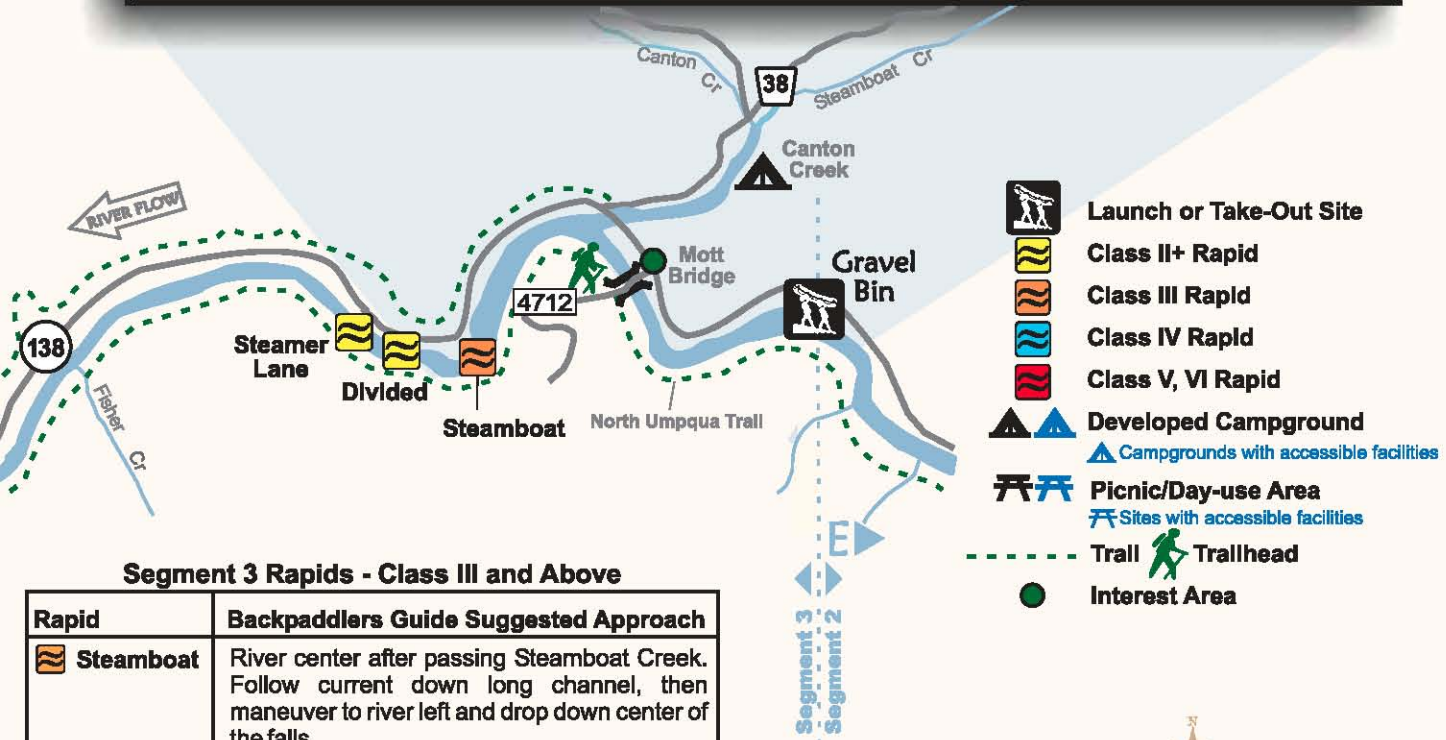 Canton
Cr
38
Steamboat Cr
Canton
Creek
RIVER FLOW
Mott
Bridge
Gravel
Bin
4712
138
Steamer
Lane
Divided
Steamboat
North Umpqua Trail
Fisher
Cr
E
Segment 3
Segment 2
Launch or Take-Out Site
Class II+ Rapid
Class III Rapid
Class IV Rapid
Class V, VI Rapid
Developed Campground
Campgrounds with accessible facilities
Picnic/Day-use Area
Sites with accessible facilities
Trail
Trailhead
Interest Area
Segment 3 Rapids - Class III and Above
Rapid
Backpaddlers Guide Suggested Approach
Steamboat
River center after passing Steamboat Creek.
Follow current down long channel, then
maneuver to river left and drop down center of
the falls
N